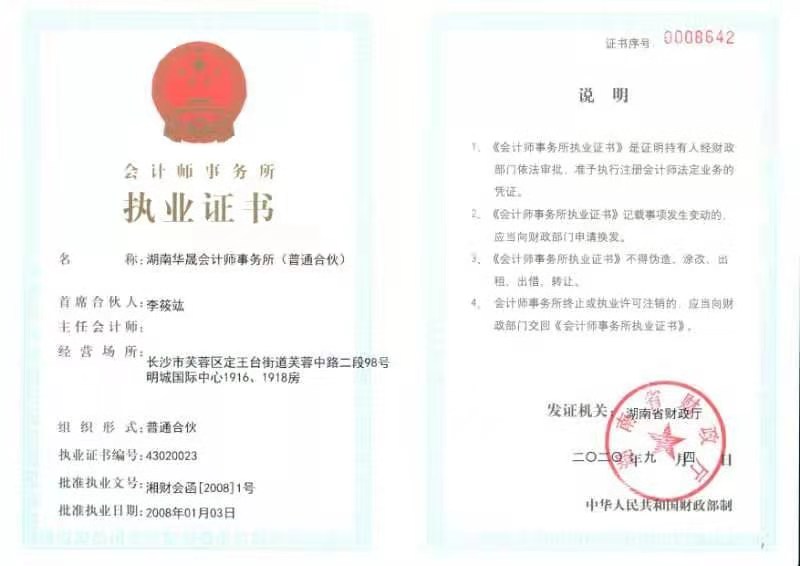 会计师事务所
执业证书
名称：湖南华晟会计师事务所（普通合伙）
首席合伙人：李筱竑
主任会计师：
经营场所：长沙市芙蓉区定王台街道芙蓉中路二段98号
明城国际中心1916、1918房
组织形式：普通合伙
执业证书编号：43020023
批准执业文号：湘财会函[2008]1号
批准执业日期：2008年01月03日
证书序号：0008642
说明
1、《会计师事务所执业证书》是证明持有人经财政
部门依法审批，准予执行注册会计师法定业务的
凭证。
2、《会计师事务所执业证书》记载事项发生变动的，
应当向财政部门申请换发。
3、《会计师事务所执业证书》不得伪造、涂改、出
租、出借、转让。
4、会计师事务所终止或执业许可注销的，应当向财
政部门交回《会计师事务所执业证书》。
发证机关：湖南省财政厅
湖南省财政厅
二〇二〇年九月四日
中华人民共和国财政部制